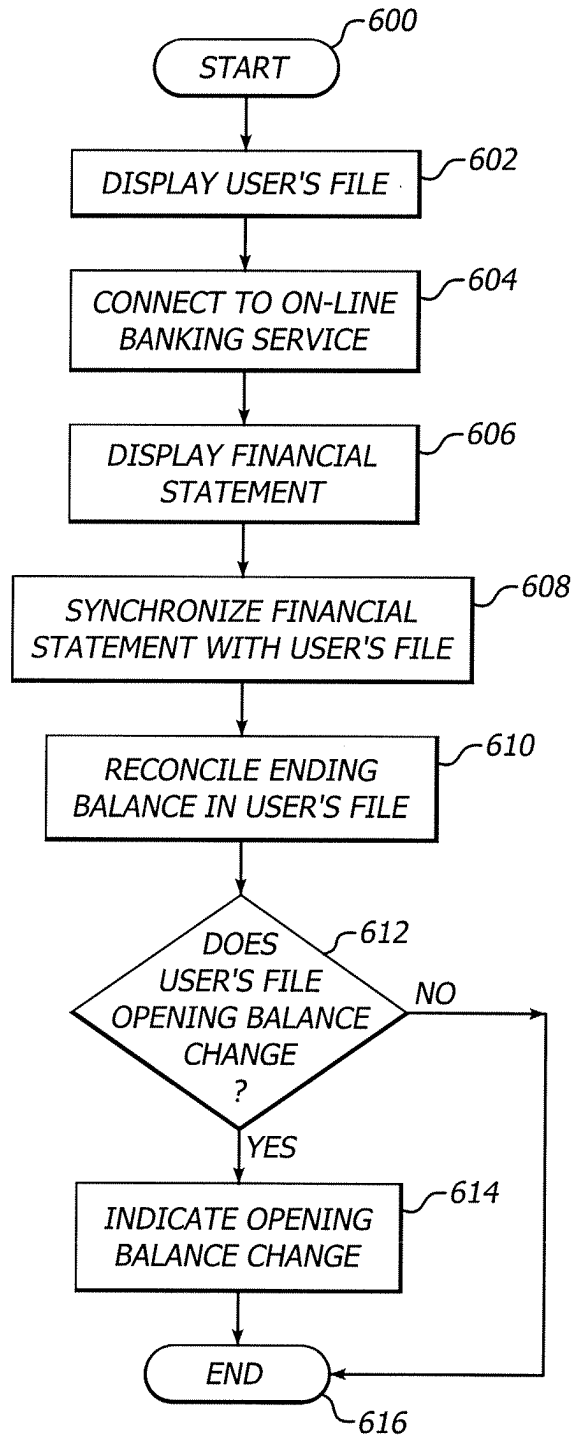 600
START
602
DISPLAY USER'S FILE
604
CONNECT TO ON-LINE
BANKING SERVICE
606
DISPLAY FINANCIAL
STATEMENT
608
SYNCHRONIZE FINANCIAL
STATEMENT WITH USER'S FILE
610
RECONCILE ENDING
BALANCE IN USER'S FILE
612
DOES
USER'S FILE
OPENING BALANCE
CHANGE
?
NO
YES
614
INDICATE OPENING
BALANCE CHANGE
END
616